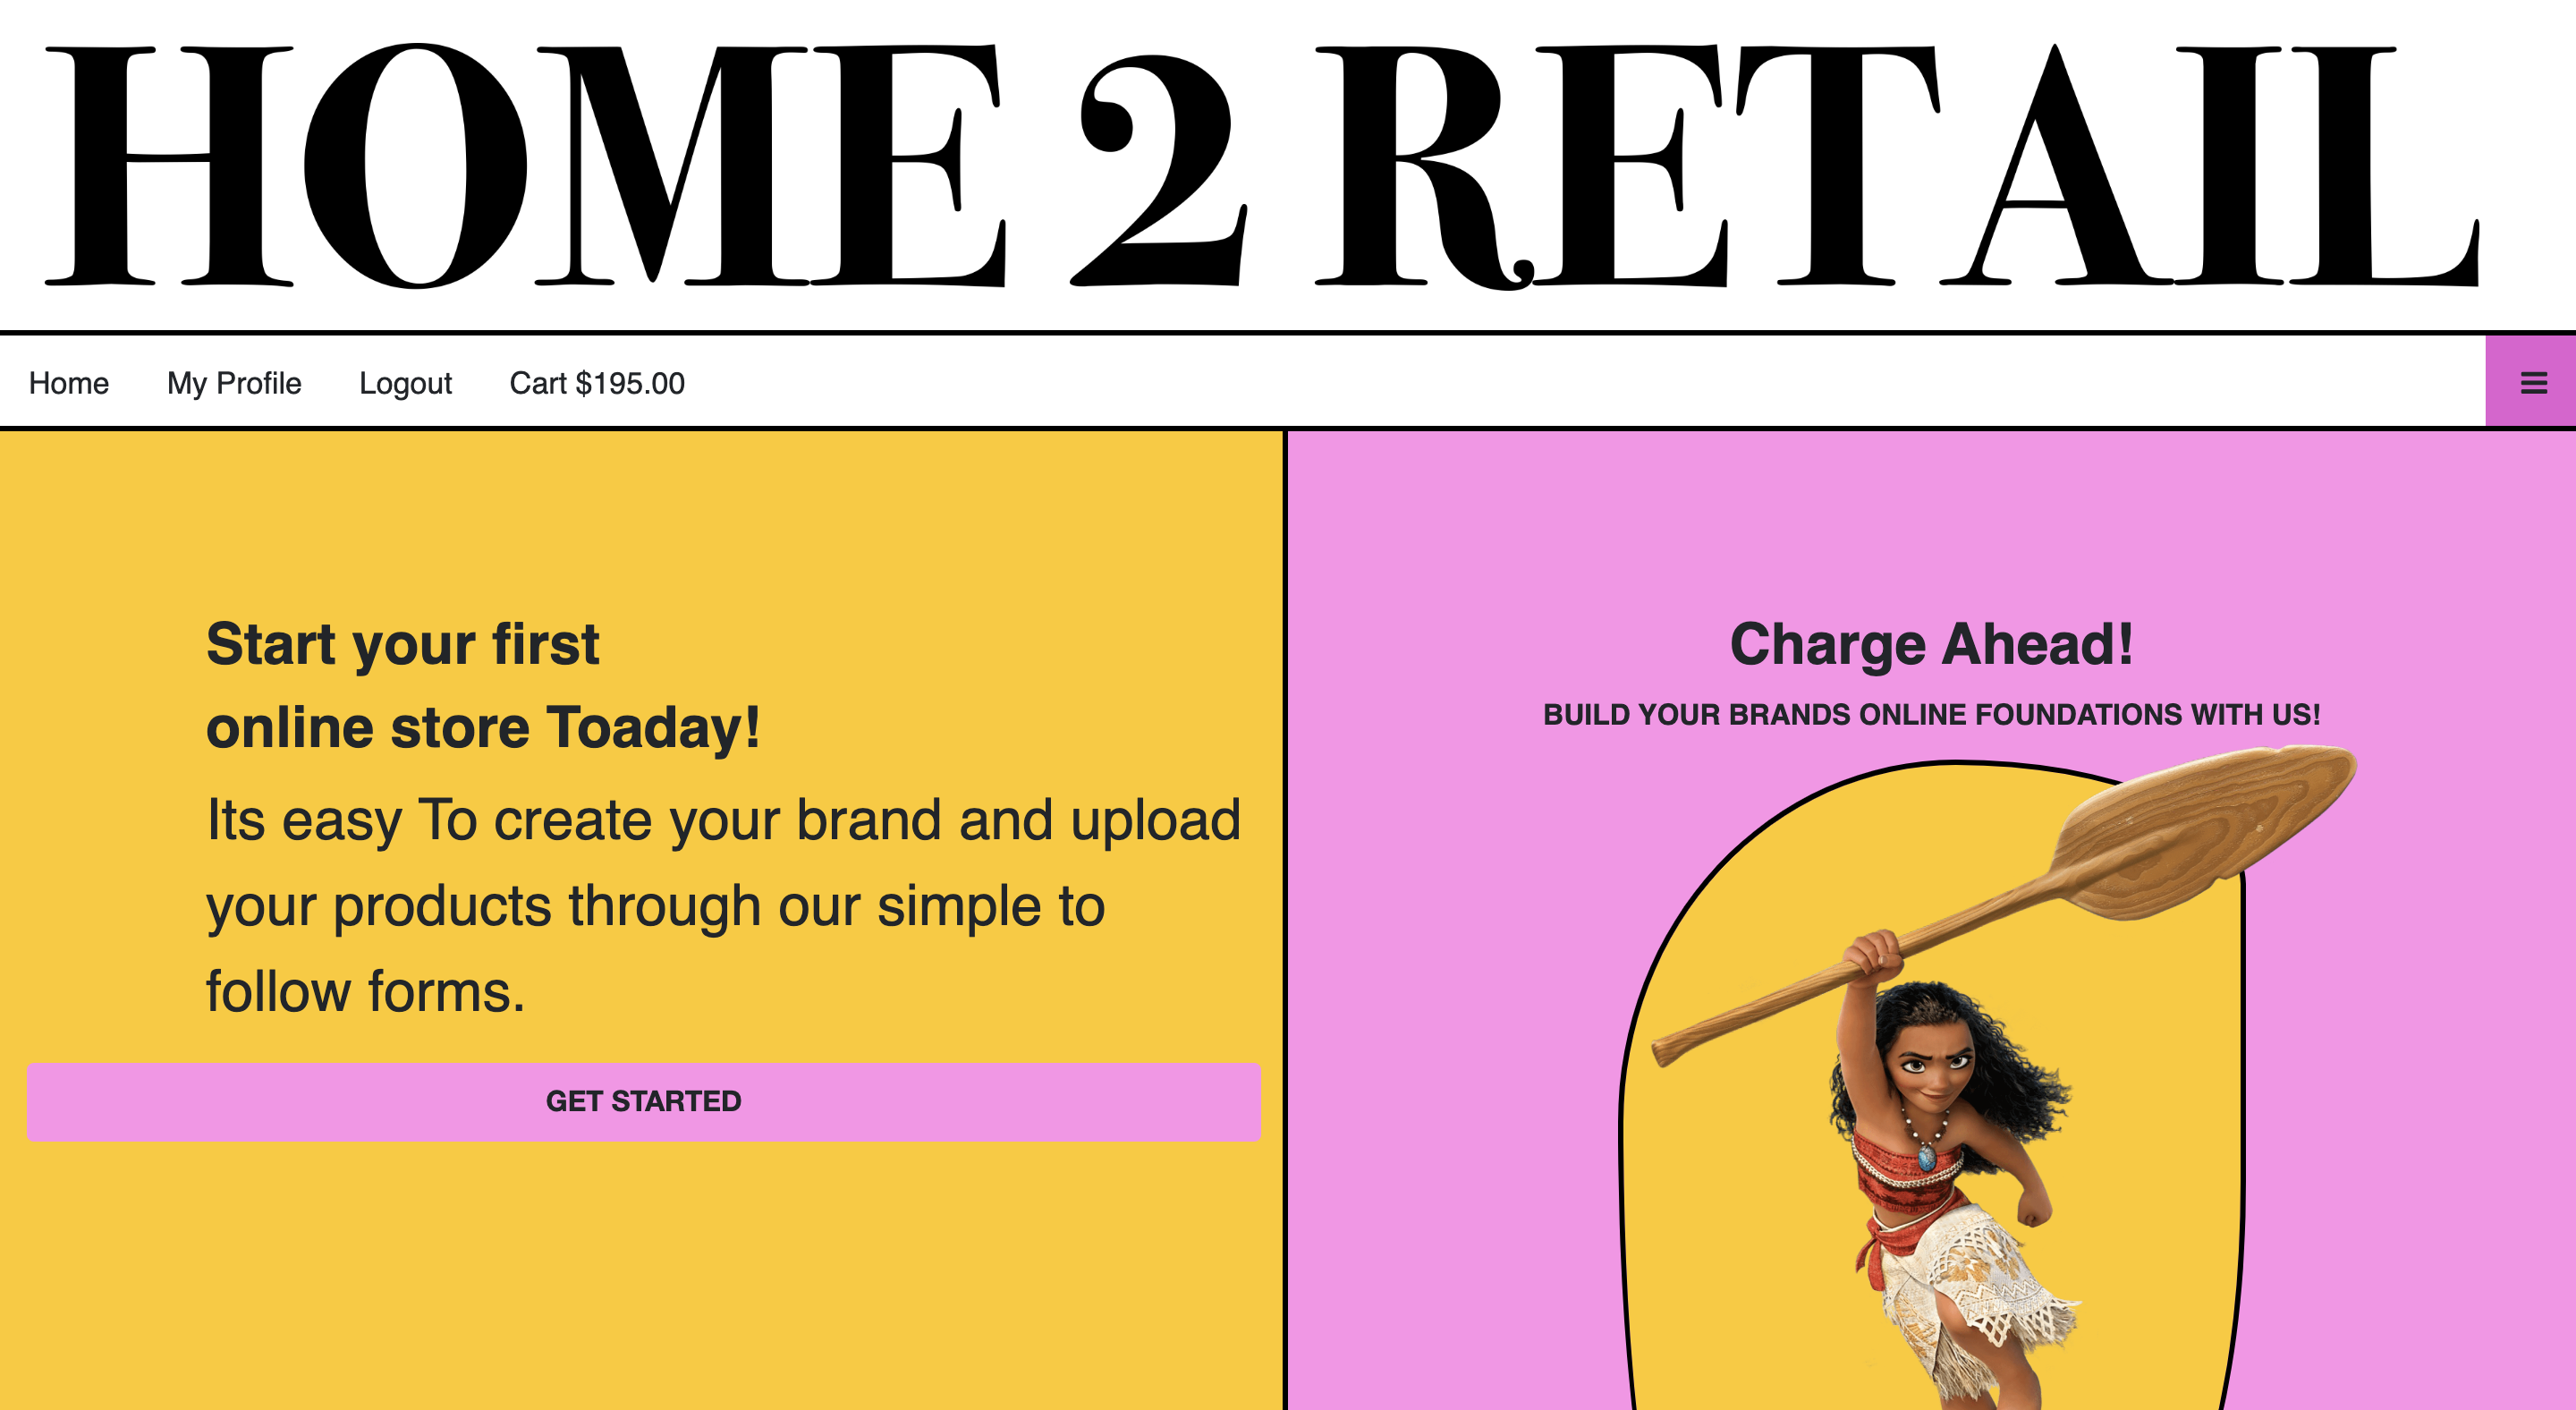 HOME 2 RETAIL
Home My Profile Logout Cart $195.00
Start your first
online store Toaday!
Its easy To create your brand and upload
your products through our simple to
follow forms.
GET STARTED
Charge Ahead!
BUILD YOUR BRANDS ONLINE FOUNDATIONS WITH US!